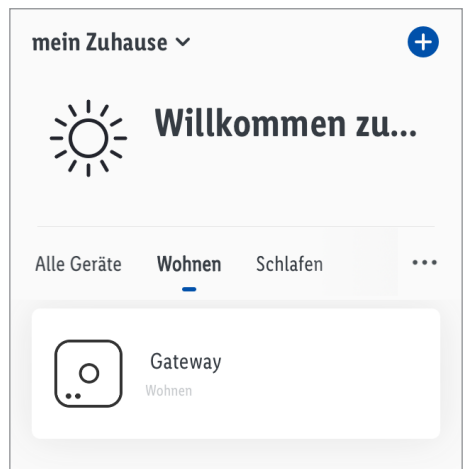 mein Zuhause
Willkommen zu...
Alle Geräte Wohnen Schlafen
Gateway
Wohnen